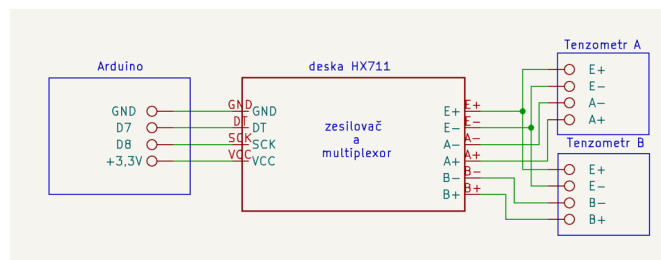 Arduino
deska HX711
Tenzometr A
GND
D7
D8
+3,3V
GND
DT
SCK
VCC
GND
DT
SCK
VCC
zesilovač
a
multiplexor
E+
E-
A-
A+
B-
B+
E+
E-
A-
A+
B-
B+
E+
E-
A-
A+
Tenzometr B
E+
E-
B-
B+